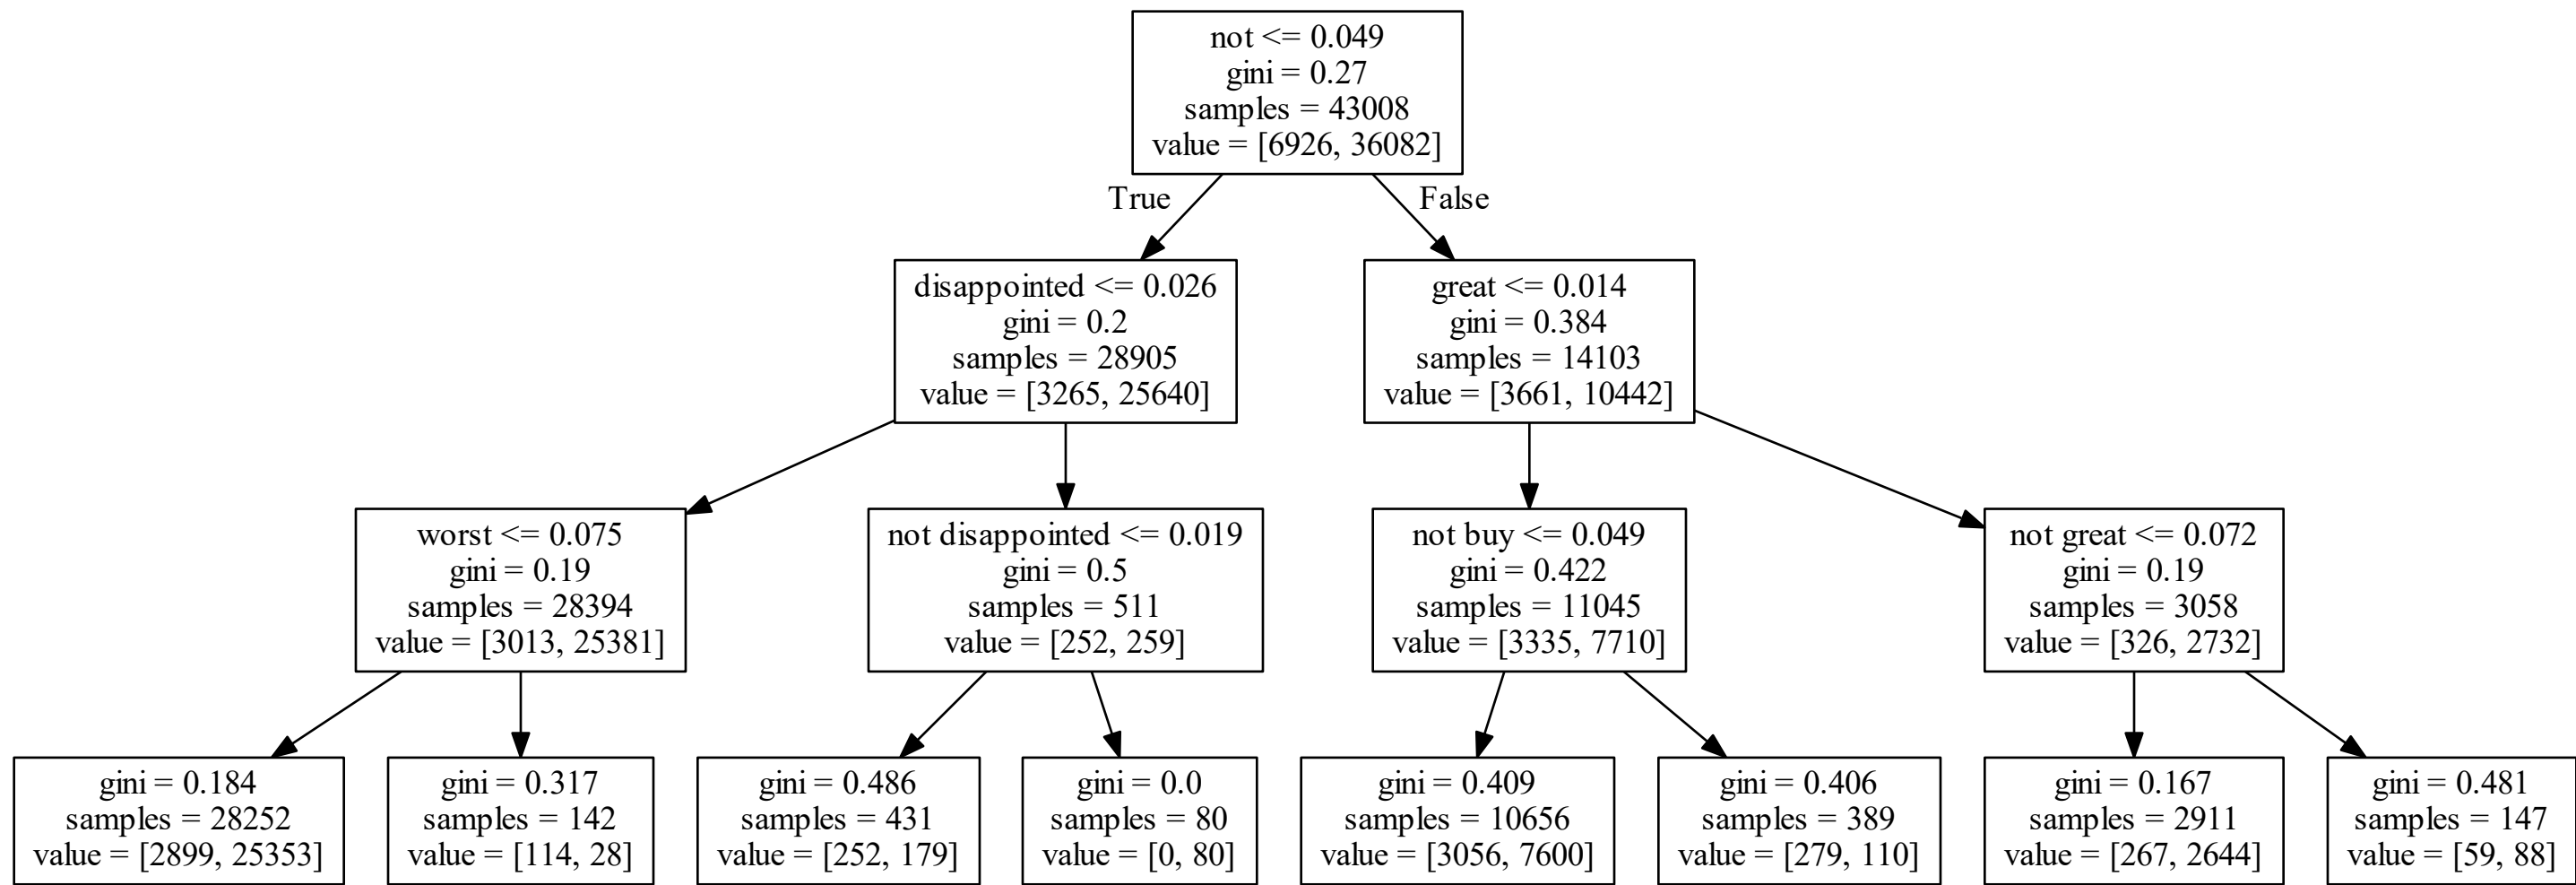 not <= 0.049
gini = 0.27
samples = 43008
value = [6926, 36082]
True
False
disappointed <= 0.026
gini = 0.2
samples = 28905
value = [3265, 25640]
great <= 0.014
gini = 0.384
samples = 14103
value = [3661, 10442]
worst <= 0.075
gini = 0.19
samples = 28394
value = [3013, 25381]
not disappointed <= 0.019
gini = 0.5
samples = 511
value = [252, 259]
not buy <= 0.049
gini = 0.422
samples = 11045
value = [3335, 7710]
not great <= 0.072
gini = 0.19
samples = 3058
value = [326, 2732]
gini = 0.184
samples = 28252
value = [2899, 25353]
gini = 0.317
samples = 142
value = [114, 28]
gini = 0.486
samples = 431
value = [252, 179]
gini = 0.0
samples = 80
value = [0, 80]
gini = 0.409
samples = 10656
value = [3056, 7600]
gini = 0.406
samples = 389
value = [279, 110]
gini = 0.167
samples = 2911
value = [267, 2644]
gini = 0.481
samples = 147
value = [59, 88]